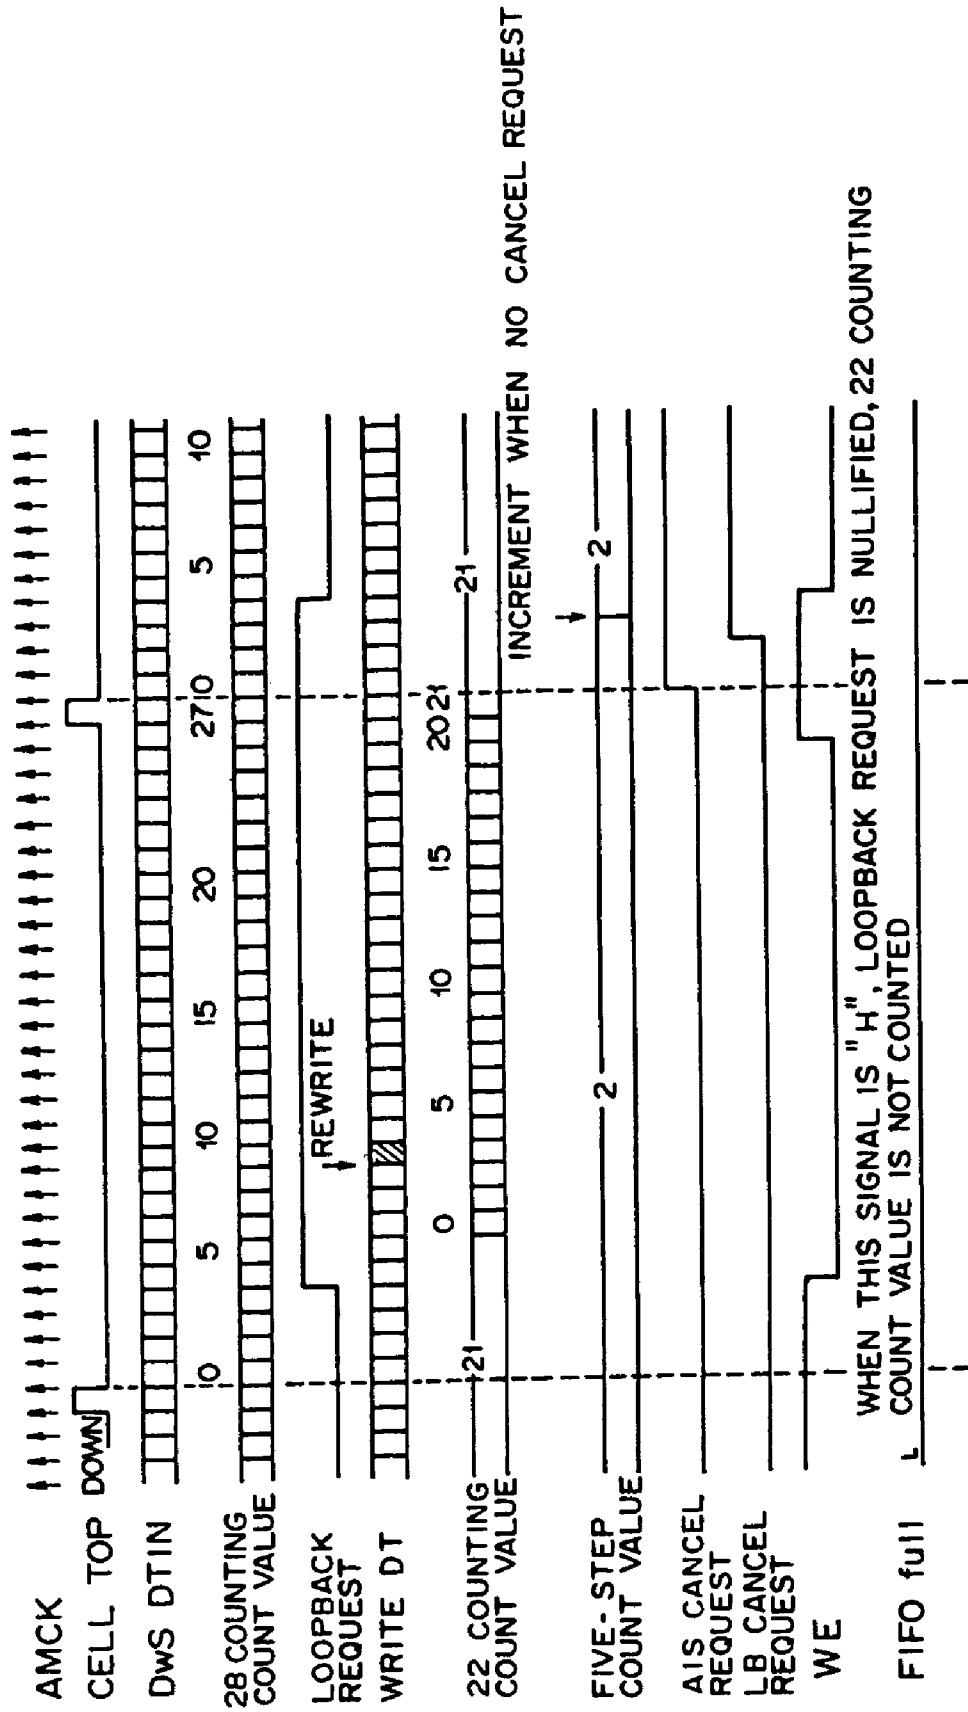 AMCK
CELL TOP DOWN
DwS DTIN
0 5 10 15 20 27 0 5 10
28 COUNTING
COUNT VALUE
LOOPBACK
REQUEST
REWRITE
WRITE DT
0 5 10 15 20 21
22 COUNTING
COUNT VALUE
21 21
INCREMENT WHEN NO CANCEL REQUEST
FIVE-STEP
COUNT VALUE
2 2
AIS CANCEL
REQUEST
LB CANCEL
REQUEST
WE
WHEN THIS SIGNAL IS "H", LOOPBACK REQUEST IS NULLIFIED, 22 COUNTING
COUNT VALUE IS NOT COUNTED
FIFO full
L